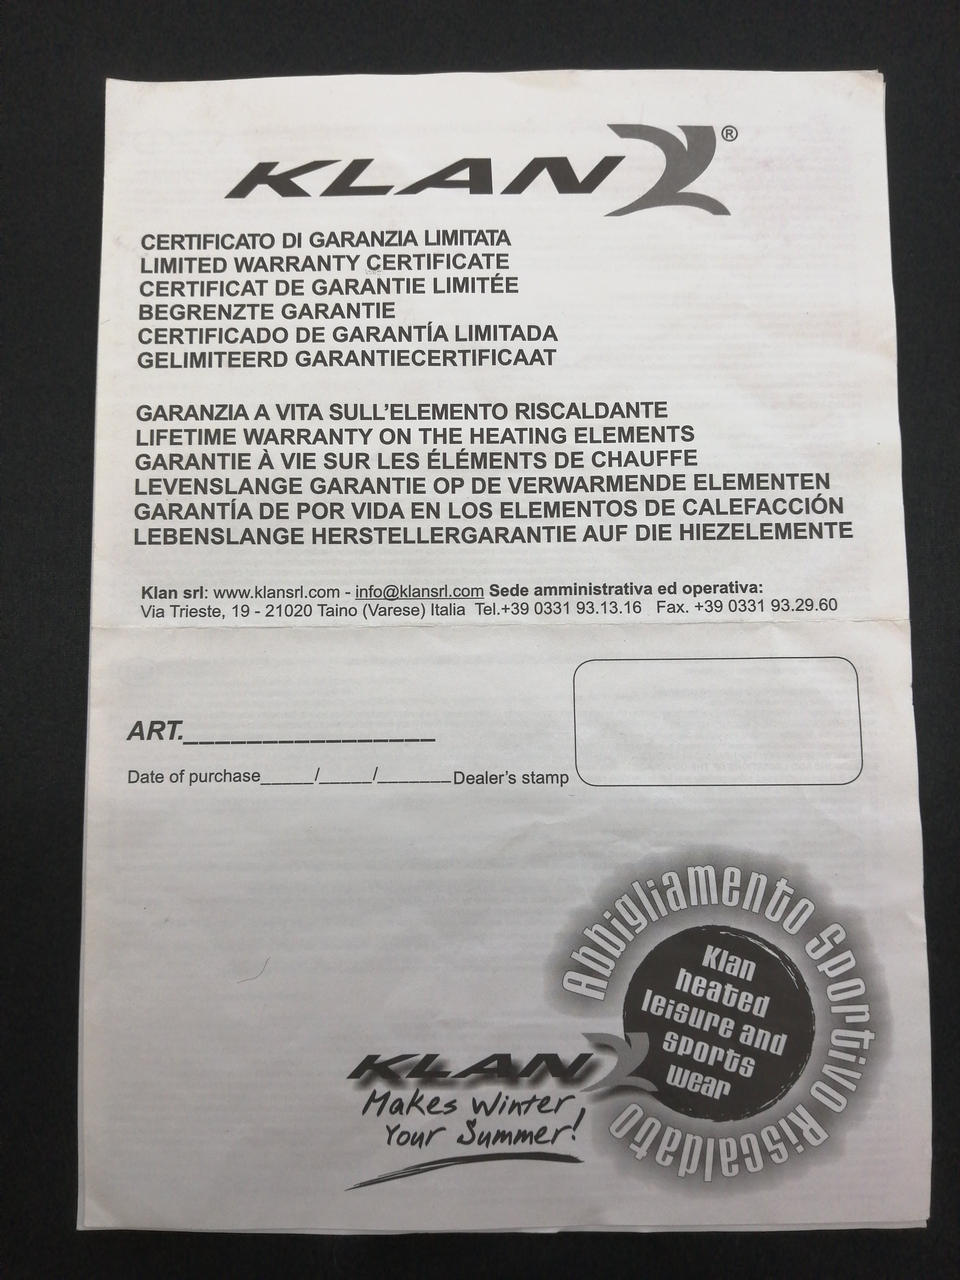 KLAN®
CERTIFICATO DI GARANZIA LIMITATA
LIMITED WARRANTY CERTIFICATE
CERTIFICAT DE GARANTIE LIMITÉE
BEGRENZTE GARANTIE
CERTIFICADO DE GARANTÍA LIMITADA
GELIMITEERD GARANTIECERTIFICAAT
GARANZIA A VITA SULL'ELEMENTO RISCALDANTE
LIFETIME WARRANTY ON THE HEATING ELEMENTS
GARANTIE À VIE SUR LES ÉLÉMENTS DE CHAUFFE
LEVENSLANGE GARANTIE OP DE VERWARMENDE ELEMENTEN
GARANTÍA DE POR VIDA EN LOS ELEMENTOS DE CALEFACCIÓN
LEBENSLANGE HERSTELLERGARANTIE AUF DIE HIEZELEMENTE
Klan srl: www.klansrl.com - info@klansrl.com Sede amministrativa ed operativa:
Via Trieste, 19 - 21020 Taino (Varese) Italia Tel.+39 0331 93.13.16 Fax. +39 0331 93.29.60
ART.________________
Date of purchase_____/_____/_______ Dealer's stamp
Abbigliamento Sportivo Riscaldato
Klan
heated
leisure and
sports
wear
KLAN
Makes Winter,
Your Summer!